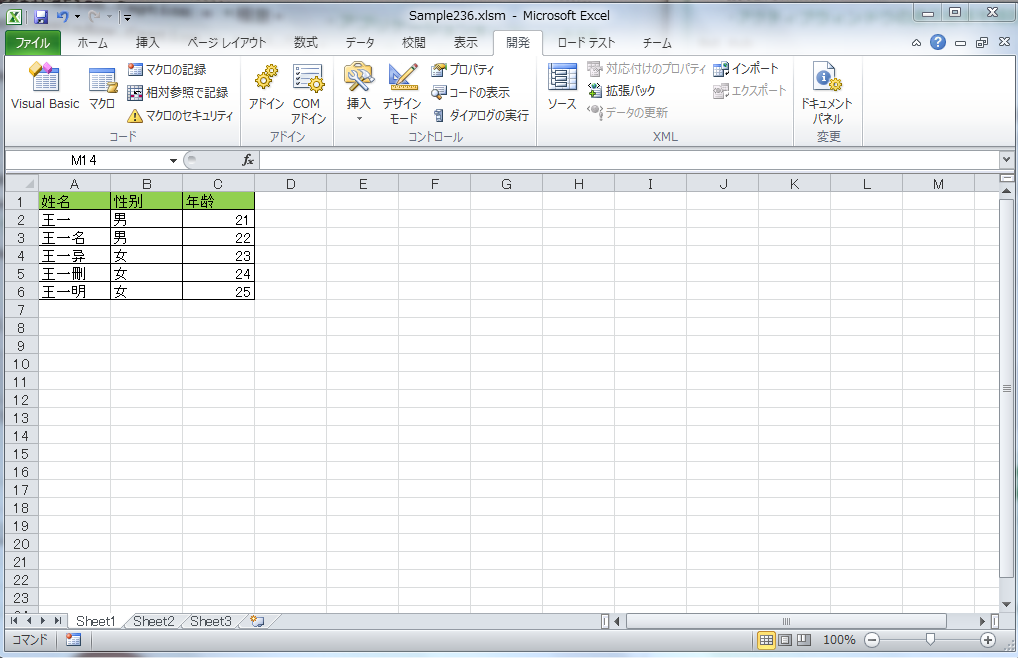 Sample236.xlsm - Microsoft Excel
ファイル ホーム 挿入 ページ レイアウト 数式 データ 校閲 表示 開発 ロード テスト チーム
Visual Basic マクロ マクロの記録 相対参照で記録 マクロのセキュリティ
コード
アドイン COM アドイン
アドイン
挿入 デザイン モード プロパティ コードの表示 ダイアログの実行
コントロール
ソース 対応付けのプロパティ 拡張パック データの更新 インポート エクスポート
XML
ドキュメント パネル
変更
M14 fx
A B C D E F G H I J K L M
1 姓名 性别 年龄
2 王一 男 21
3 王一名 男 22
4 王一异 女 23
5 王一刪 女 24
6 王一明 女 25
7
8
9
10
11
12
13
14
15
16
17
18
19
20
21
22
23
Sheet1 Sheet2 Sheet3
コマンド 100%